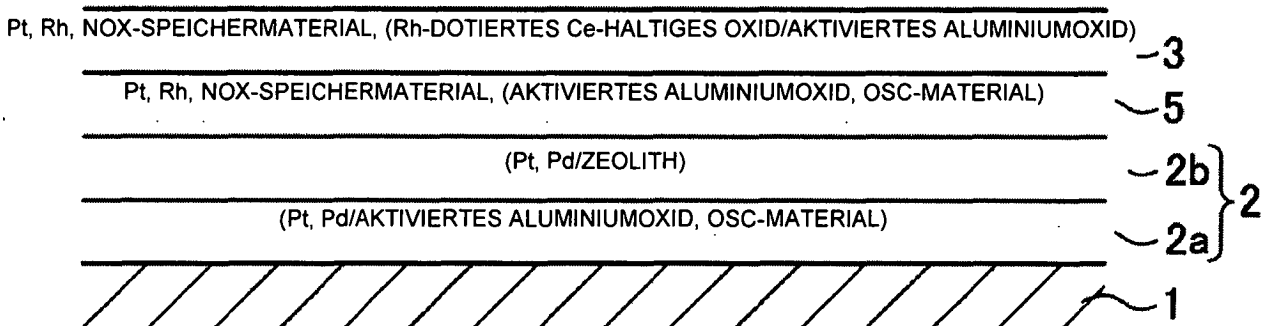 Pt, Rh, NOX-SPEICHERMATERIAL, (Rh-DOTIERTES Ce-HALTIGES OXID/AKTIVIERTES ALUMINIUMOXID)
3
Pt, Rh, NOX-SPEICHERMATERIAL, (AKTIVIERTES ALUMINIUMOXID, OSC-MATERIAL)
5
(Pt, Pd/ZEOLITH)
2b
2
(Pt, Pd/AKTIVIERTES ALUMINIUMOXID, OSC-MATERIAL)
2a
1